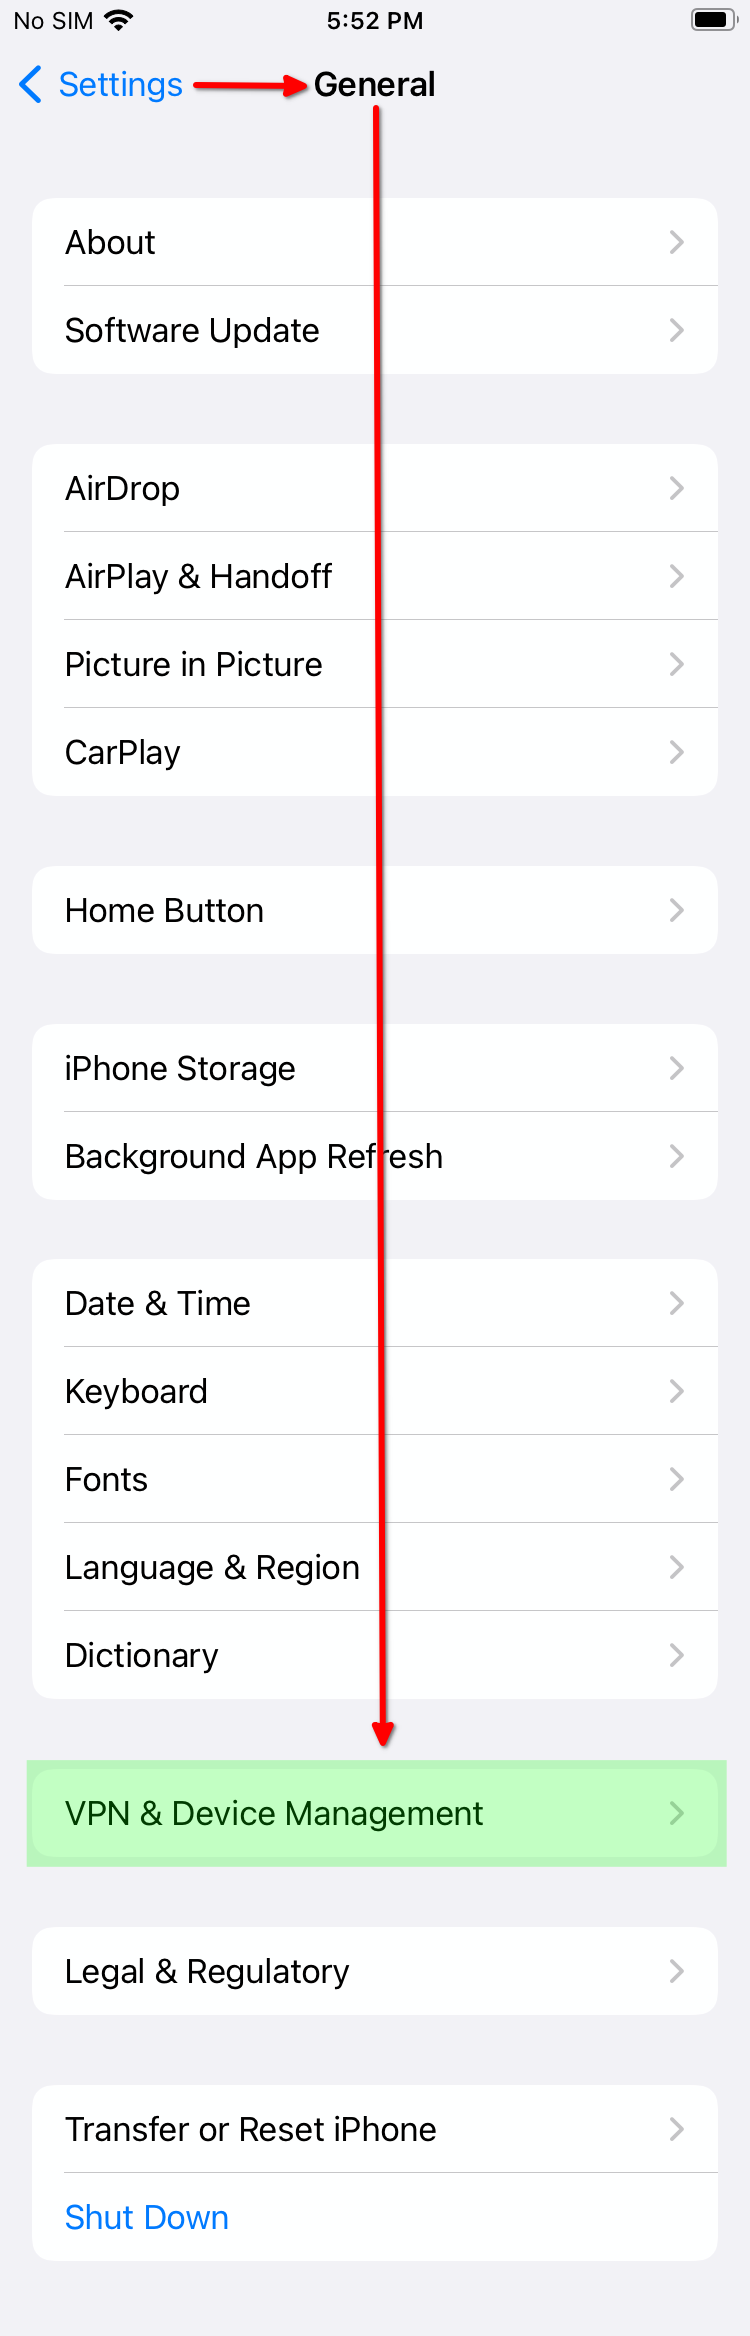 No SIM 5:52 PM
Settings General
About
Software Update
AirDrop
AirPlay & Handoff
Picture in Picture
CarPlay
Home Button
iPhone Storage
Background App Refresh
Date & Time
Keyboard
Fonts
Language & Region
Dictionary
VPN & Device Management
Legal & Regulatory
Transfer or Reset iPhone
Shut Down